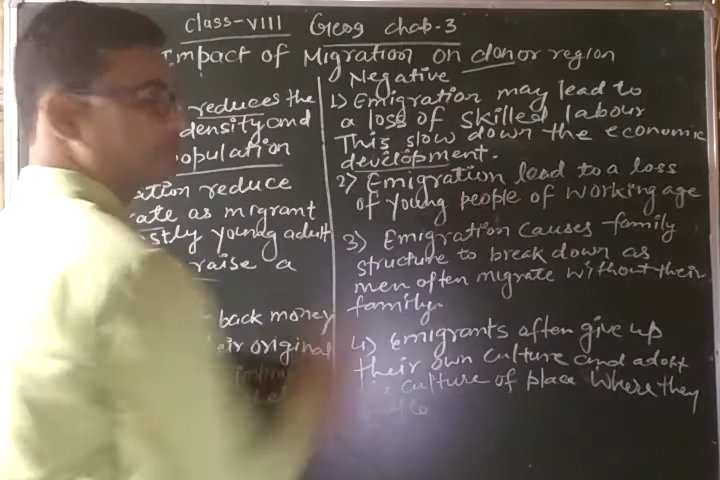 class-VIII Geog chab-3
Impact of Migration on donor region
reduces the
density and
opulation
ation reduce
ate as migrant
stly young adult
raise a
back money
eir original
Negative
1) Emigration may lead to
a loss of skilled labour
This slow down the economic
development.
2) Emigration lead to a loss
of young people of working age
3) Emigration causes family
structure to break down as
men often migrate without their
family.
4) emigrants often give up
their own culture and adopt
culture of place where they